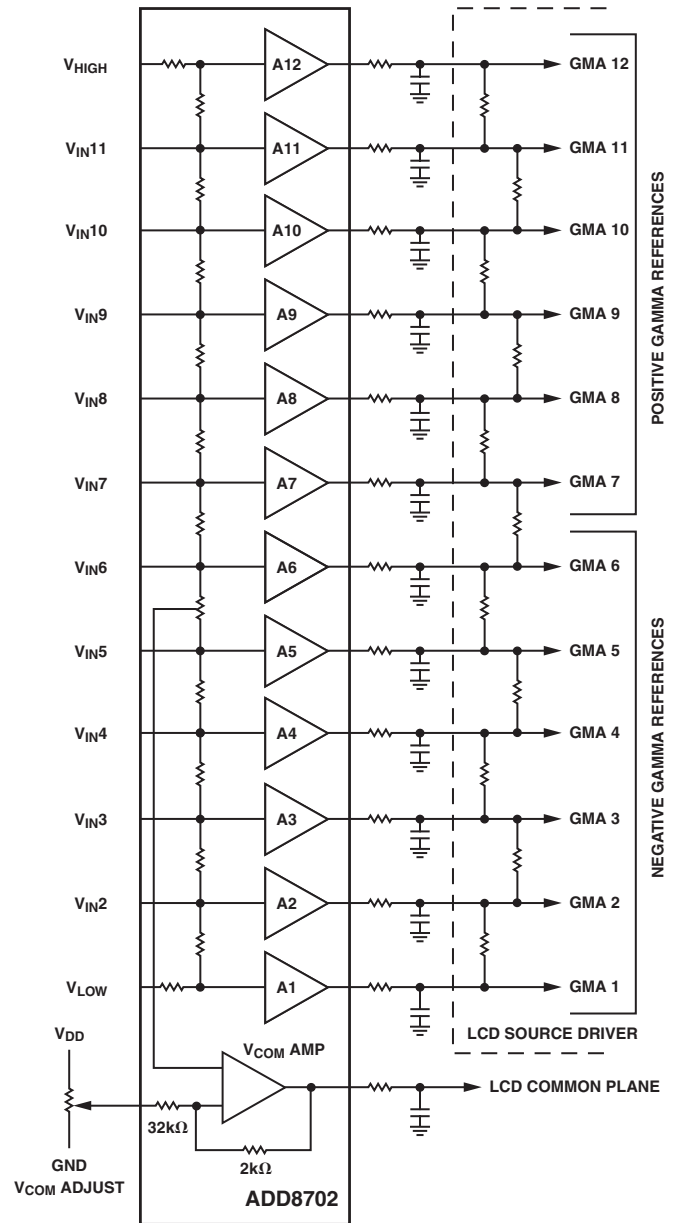 VHIGH A12 GMA 12
VIN11 A11 GMA 11
VIN10 A10 GMA 10
VIN9 A9 GMA 9
VIN8 A8 GMA 8
VIN7 A7 GMA 7
POSITIVE GAMMA REFERENCES
VIN6 A6 GMA 6
VIN5 A5 GMA 5
VIN4 A4 GMA 4
VIN3 A3 GMA 3
VIN2 A2 GMA 2
VLOW A1 GMA 1
NEGATIVE GAMMA REFERENCES
LCD SOURCE DRIVER
VDD
VCOM AMP
LCD COMMON PLANE
32kΩ
2kΩ
GND
VCOM ADJUST
ADD8702